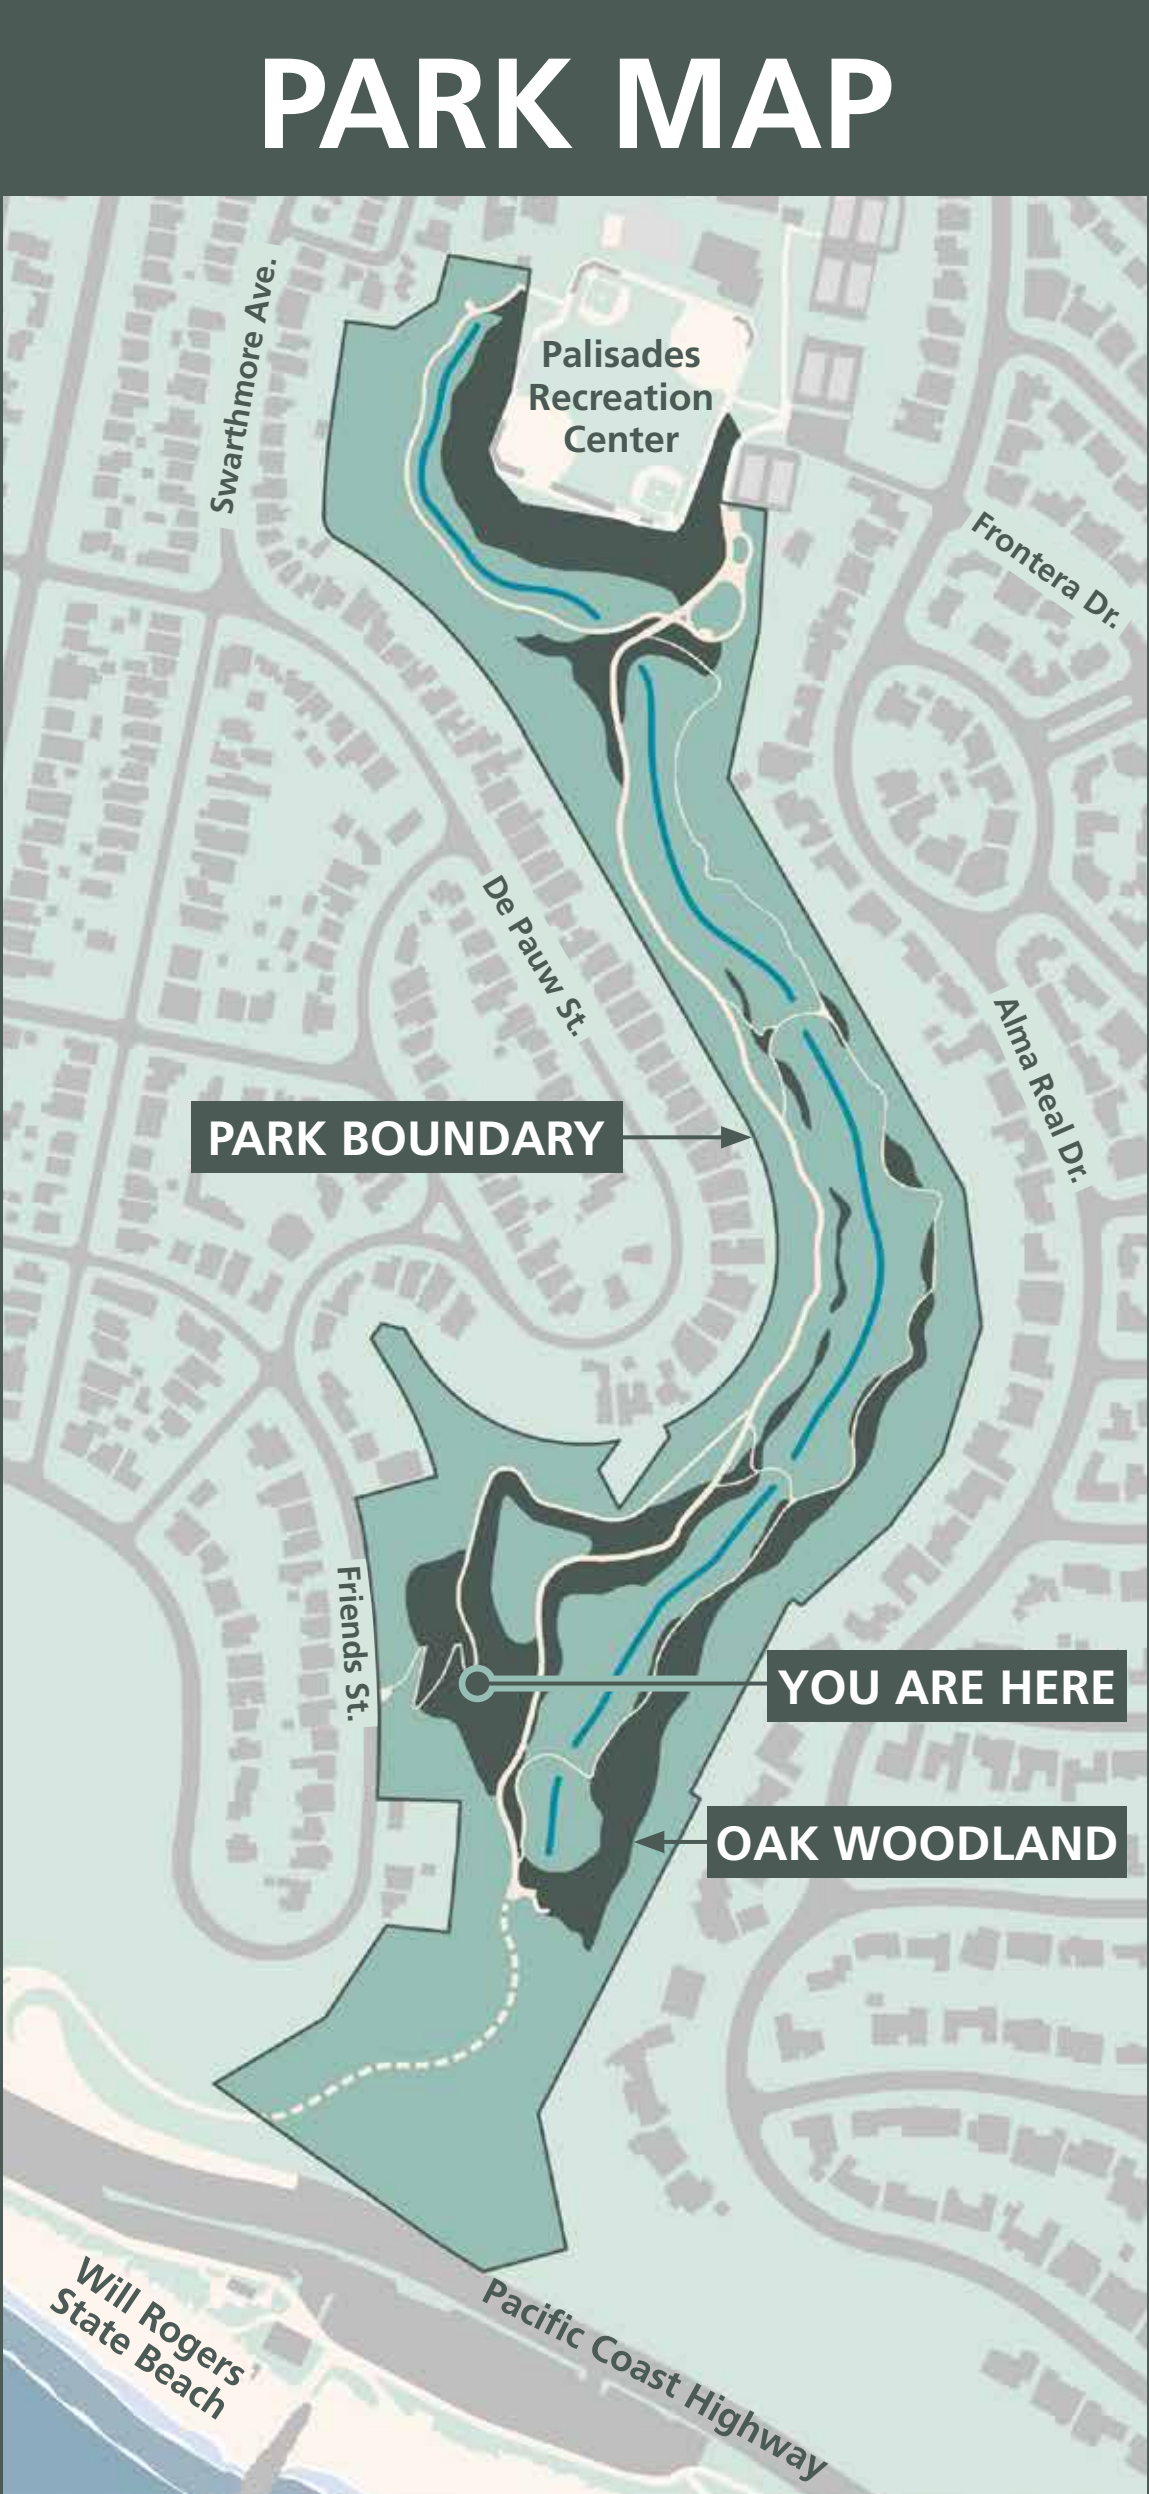 PARK MAP
Swarthmore Ave.
Palisades
Recreation
Center
Frontera Dr.
De Pauw St.
Alma Real Dr.
PARK BOUNDARY
Friends St.
YOU ARE HERE
OAK WOODLAND
Will Rogers
State Beach
Pacific Coast Highway